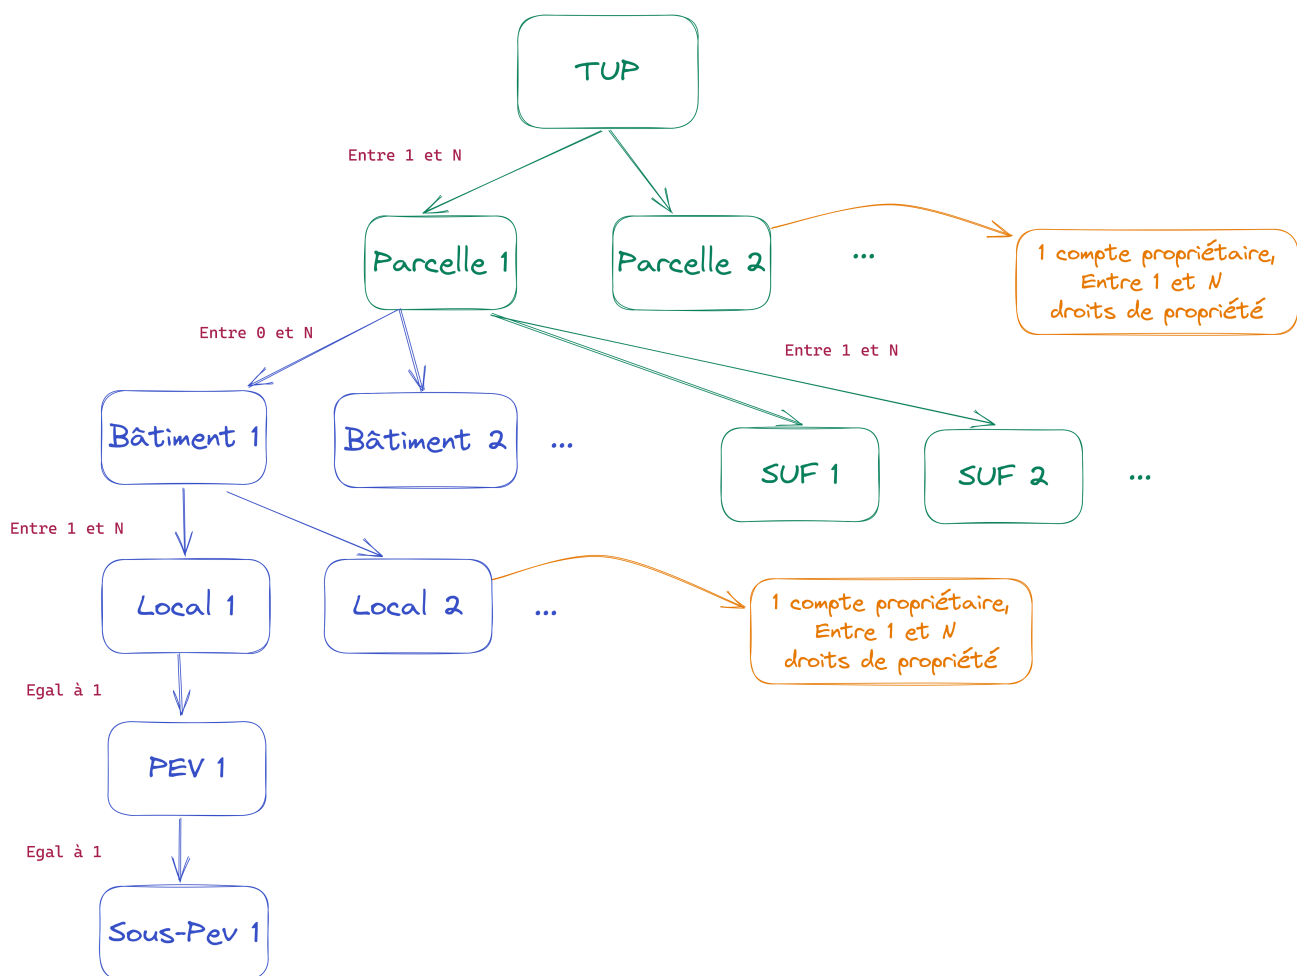 TUP
Entre 1 et N
Parcelle 1
Parcelle 2
...
1 compte propriétaire,
Entre 1 et N
droits de propriété
Entre 0 et N
Entre 1 et N
Bâtiment 1
Bâtiment 2
...
SUF 1
SUF 2
...
Entre 1 et N
Local 1
Local 2
...
1 compte propriétaire,
Entre 1 et N
droits de propriété
Egal à 1
PEV 1
Egal à 1
Sous-Pev 1